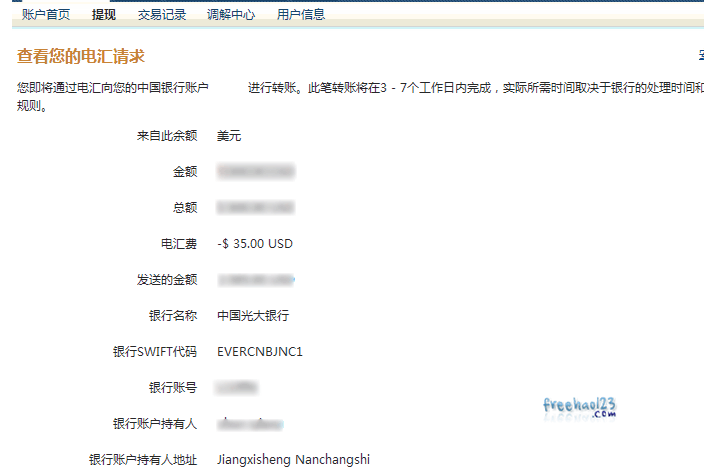 账户首页 提现 交易记录 调解中心 用户信息
查看您的电汇请求
您即将通过电汇向您的中国银行账户 进行转账。此笔转账将在3 - 7个工作日内完成，实际所需时间取决于银行的处理时间和
规则。
来自此余额 美元
金额
总额
电汇费 -$ 35.00 USD
发送的金额
银行名称 中国光大银行
银行SWIFT代码 EVERCNBJNC1
银行账号
银行账户持有人
银行账户持有人地址 Jiangxisheng Nanchangshi
freehao123
.com